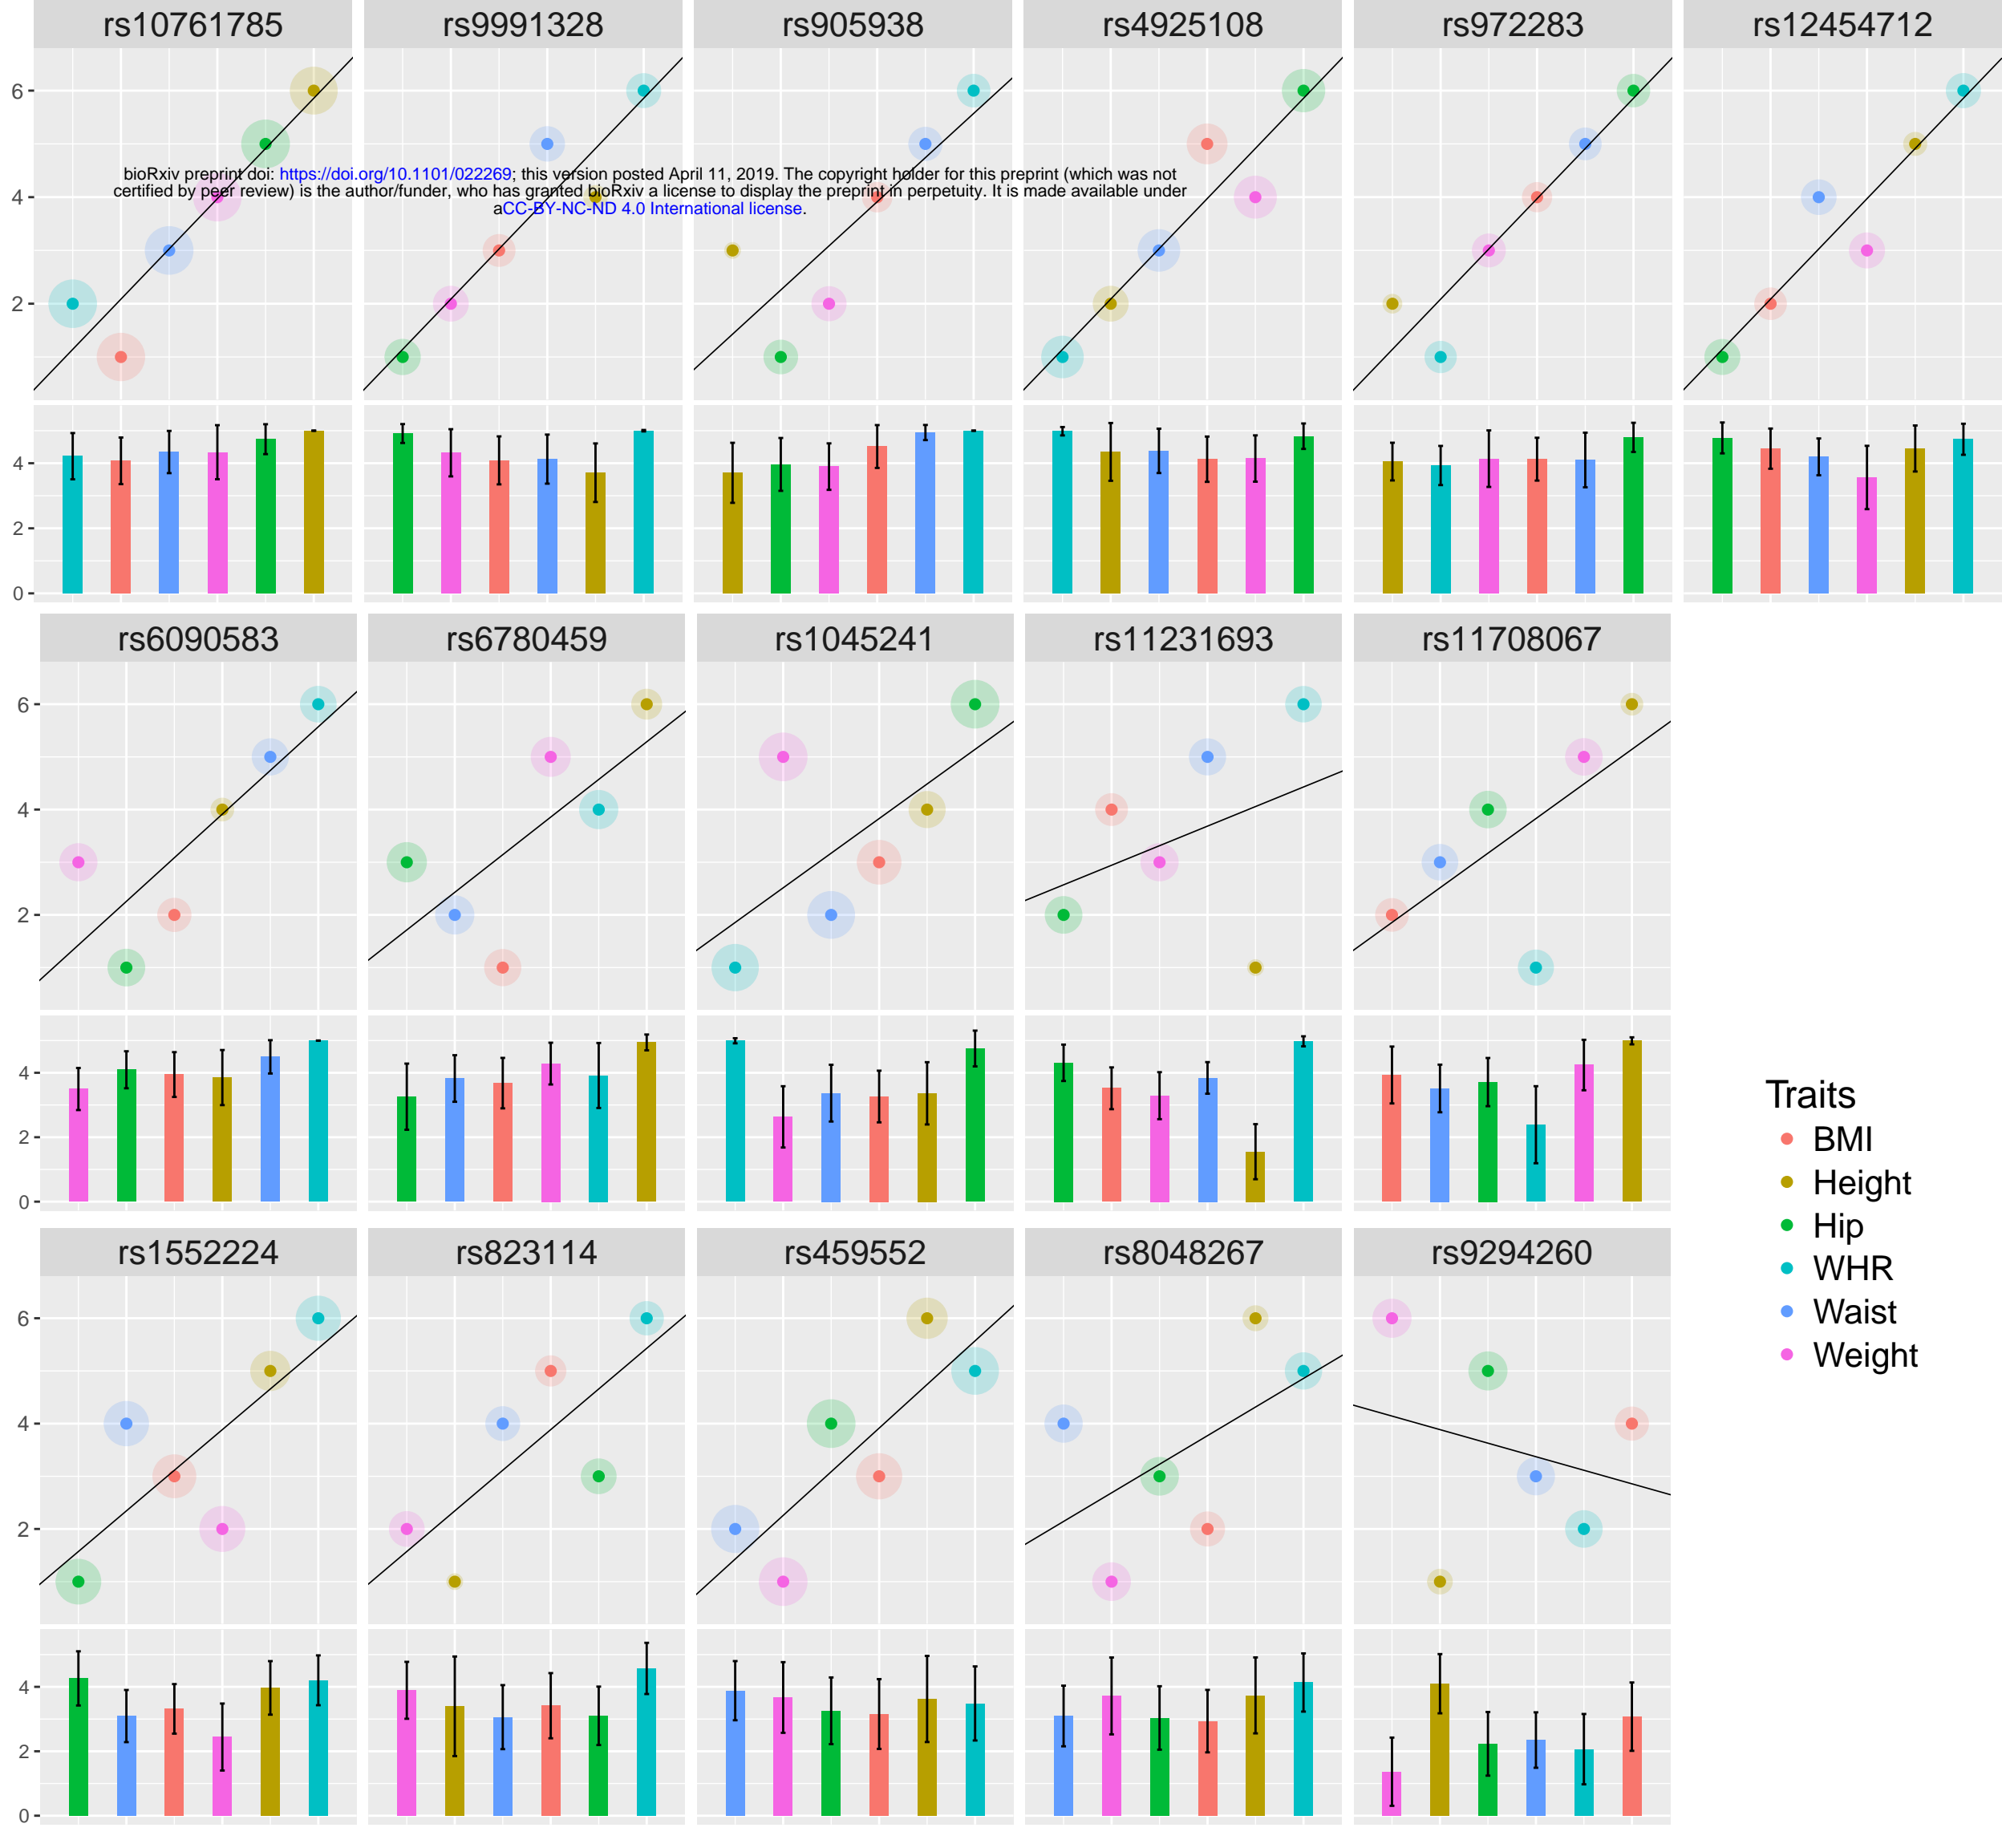 rs10761785 rs9991328 rs905938 rs4925108 rs972283 rs12454712
6
bioRxiv preprint doi: https://doi.org/10.1101/022269; this version posted April 11, 2019. The copyright holder for this preprint (which was not
certified by peer review) is the author/funder, who has granted bioRxiv a license to display the preprint in perpetuity. It is made available under
4
aCC-BY-NC-ND 4.0 International license.
2
4
2
0
rs6090583 rs6780459 rs1045241 rs11231693 rs11708067
6
4
2
4
2
0
Traits
BMI
Height
Hip
WHR
Waist
Weight
rs1552224 rs823114 rs459552 rs8048267 rs9294260
6
4
2
4
2
0